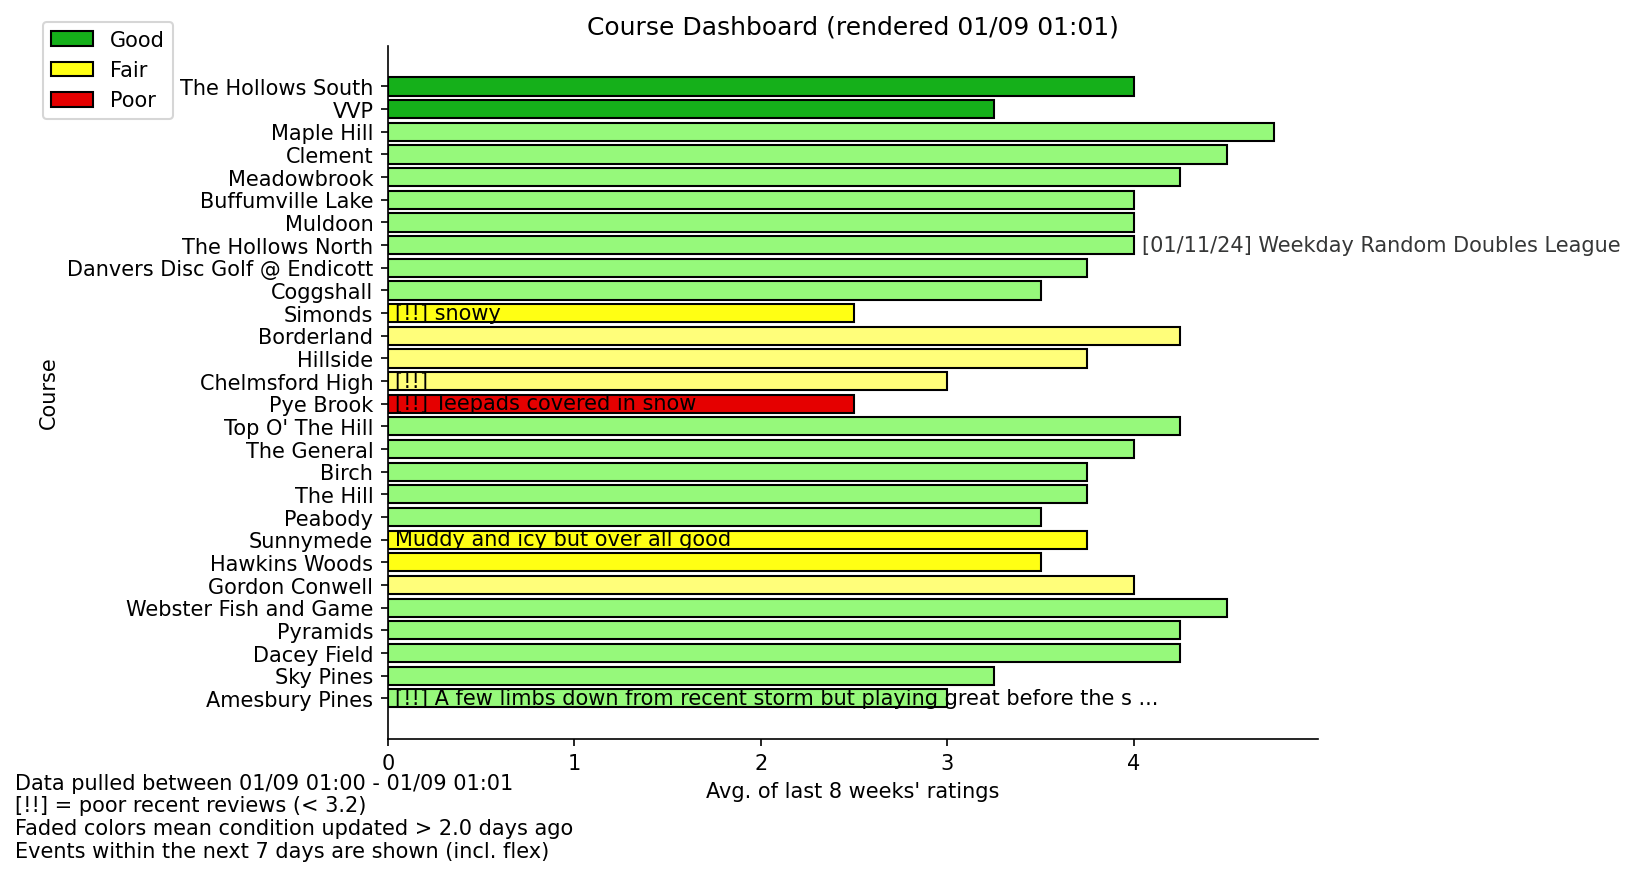 Course Dashboard (rendered 01/09 01:01)
Good
Fair
Poor
The Hollows South
VVP
Maple Hill
Clement
Meadowbrook
Buffumville Lake
Muldoon
The Hollows North [01/11/24] Weekday Random Doubles League
Danvers Disc Golf @ Endicott
Coggshall
Simonds [!!] snowy
Borderland
Hillside
Chelmsford High [!!]
Pye Brook [!!] Teepads covered in snow
Top O' The Hill
The General
Birch
The Hill
Peabody
Sunnymede Muddy and icy but over all good
Hawkins Woods
Gordon Conwell
Webster Fish and Game
Pyramids
Dacey Field
Sky Pines
Amesbury Pines [!!] A few limbs down from recent storm but playing great before the s ...
Course
0 1 2 3 4
Avg. of last 8 weeks' ratings
Data pulled between 01/09 01:00 - 01/09 01:01
[!!] = poor recent reviews (< 3.2)
Faded colors mean condition updated > 2.0 days ago
Events within the next 7 days are shown (incl. flex)